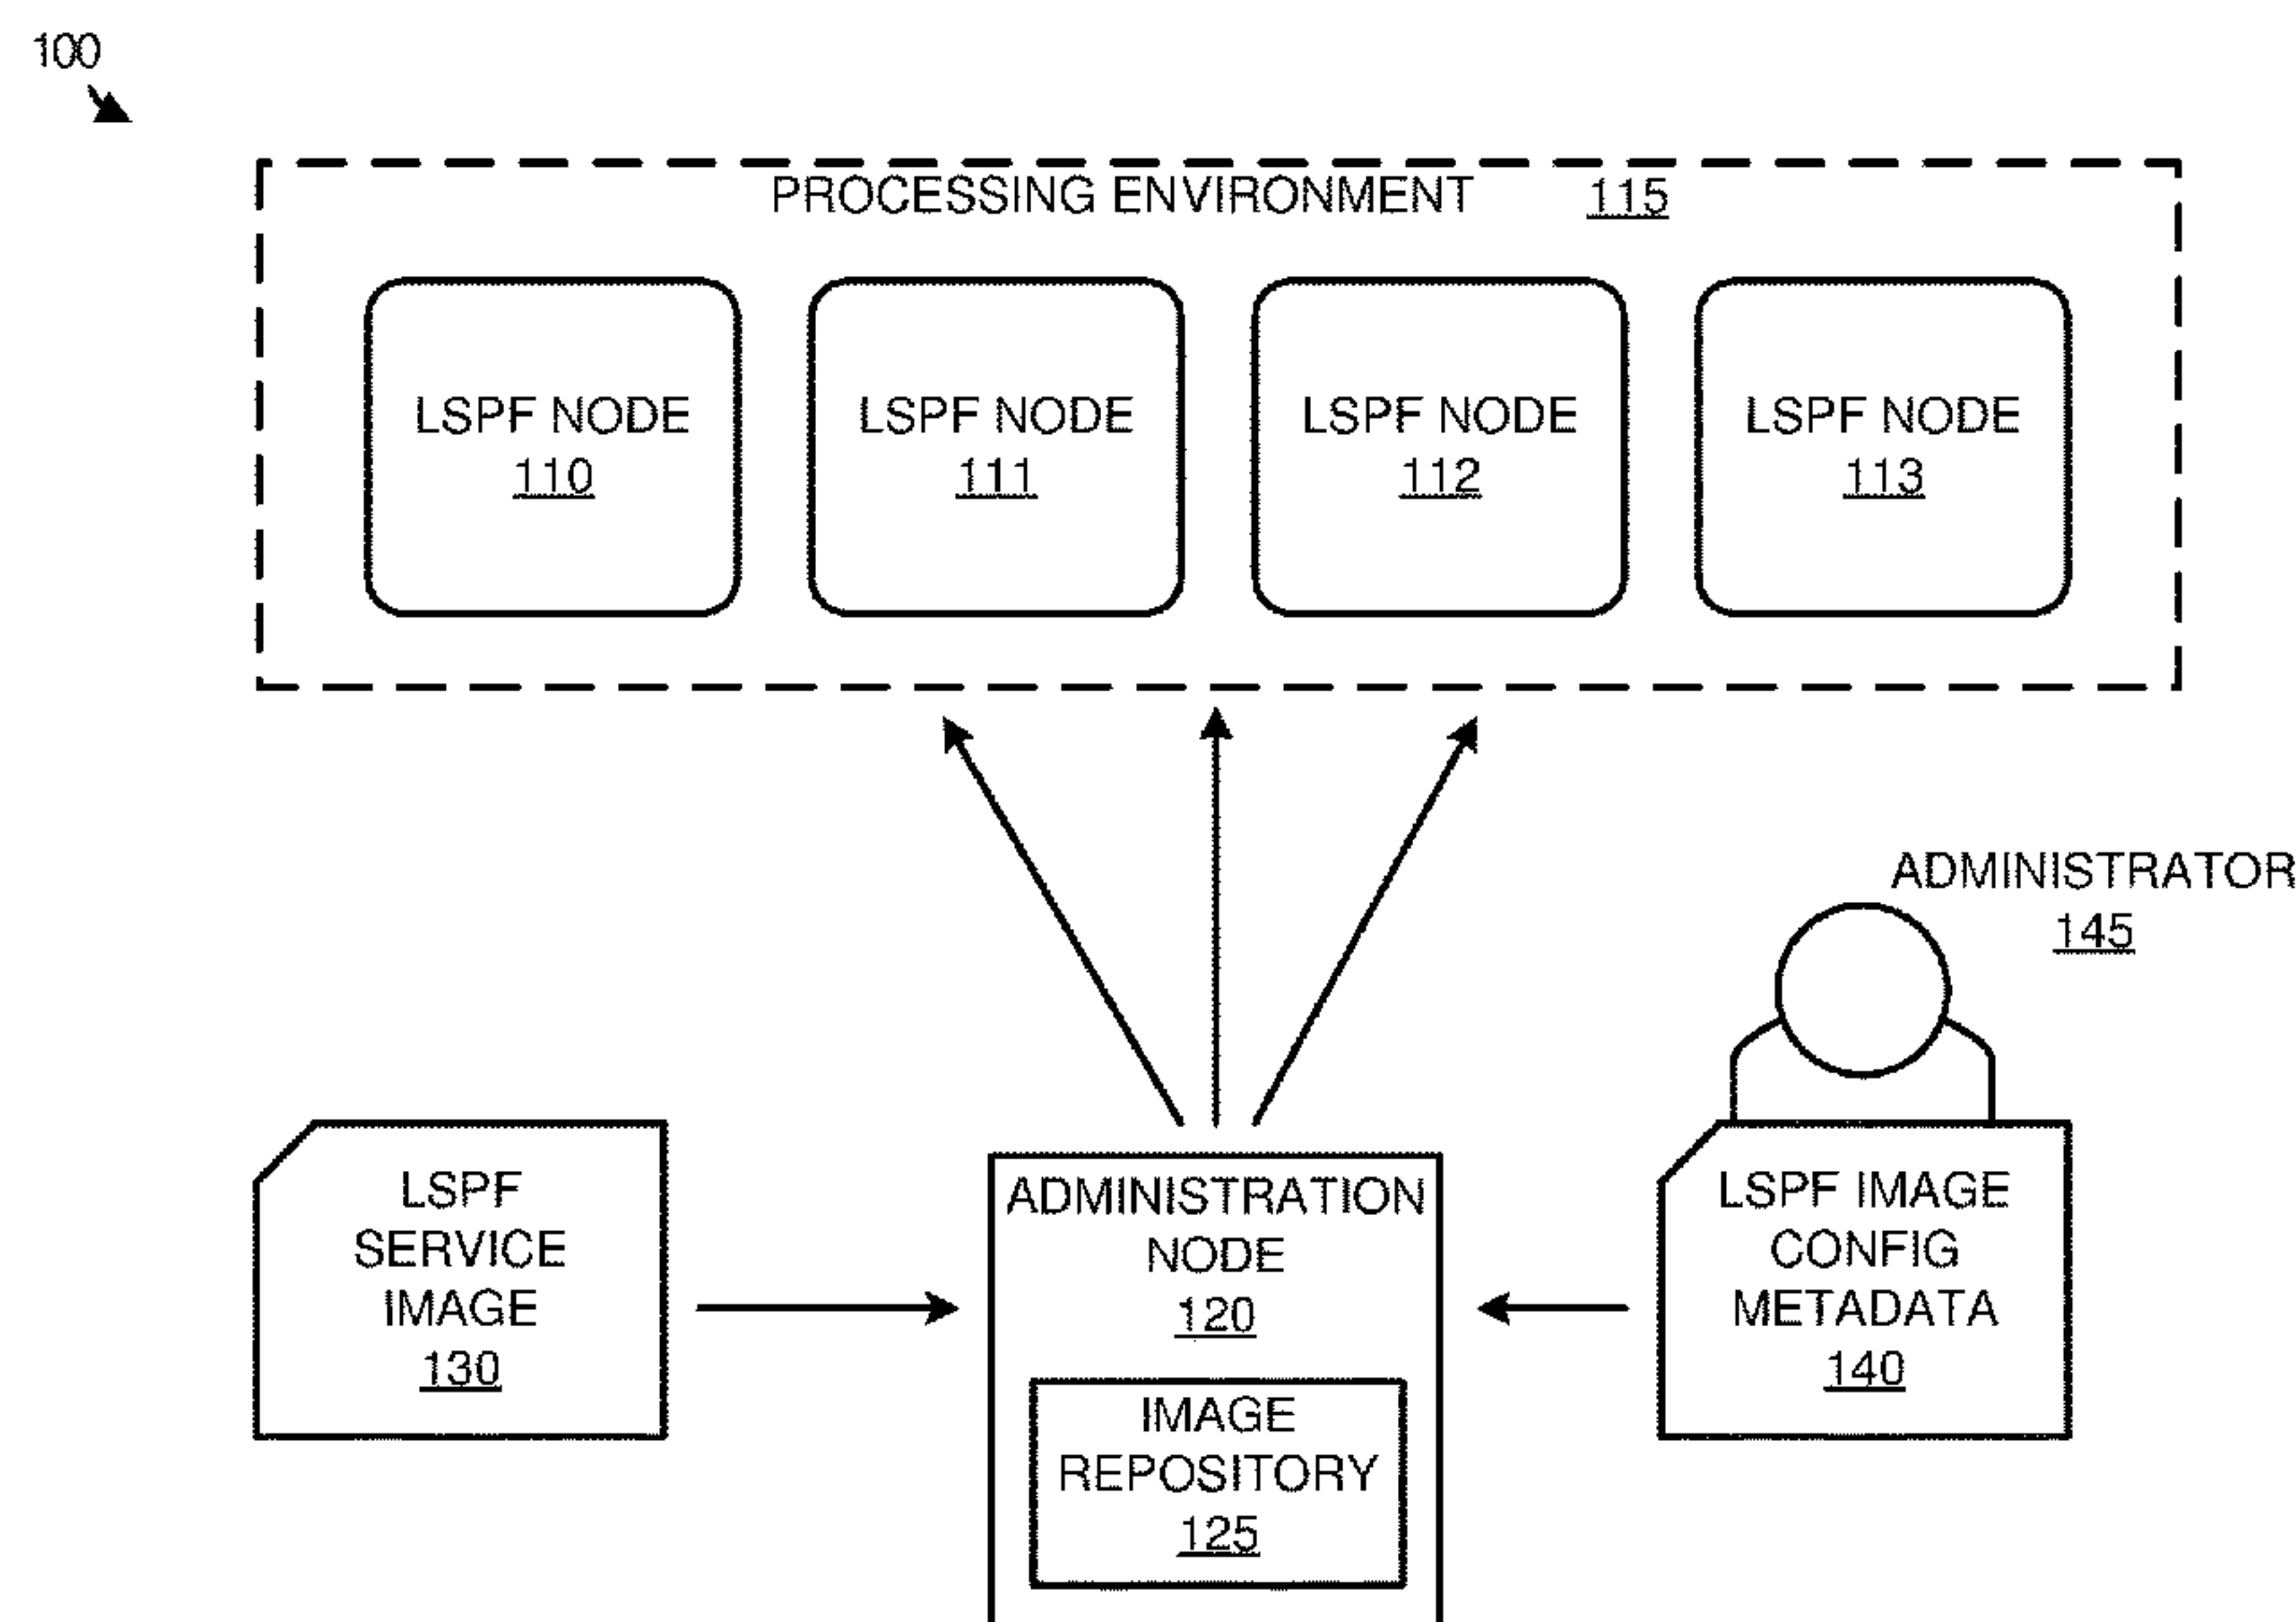 100
PROCESSING ENVIRONMENT 115
LSPF NODE
110
LSPF NODE
111
LSPF NODE
112
LSPF NODE
113
ADMINISTRATOR
145
LSPF
SERVICE
IMAGE
130
ADMINISTRATION
NODE
120
IMAGE
REPOSITORY
125
LSPF IMAGE
CONFIG
METADATA
140